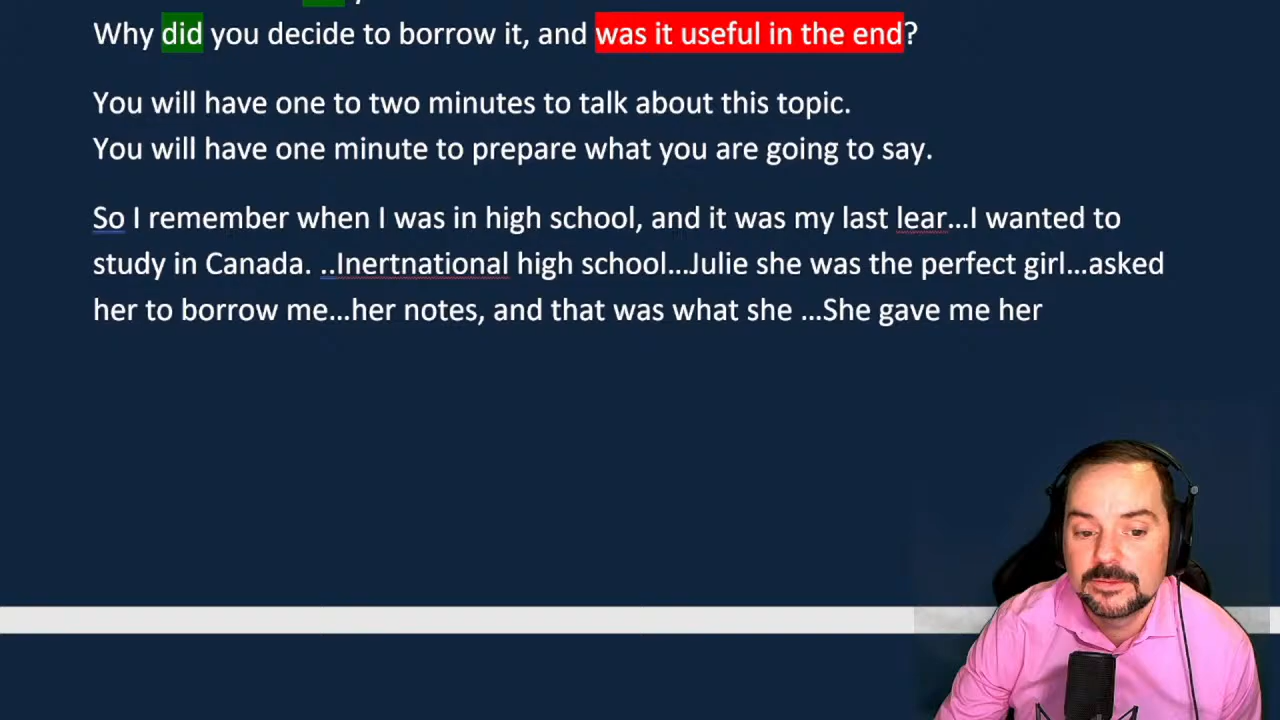 Why did you decide to borrow it, and was it useful in the end?
You will have one to two minutes to talk about this topic.
You will have one minute to prepare what you are going to say.
So I remember when I was in high school, and it was my last lear...I wanted to
study in Canada. ..Inertnational high school...Julie she was the perfect girl...asked
her to borrow me...her notes, and that was what she ...She gave me her